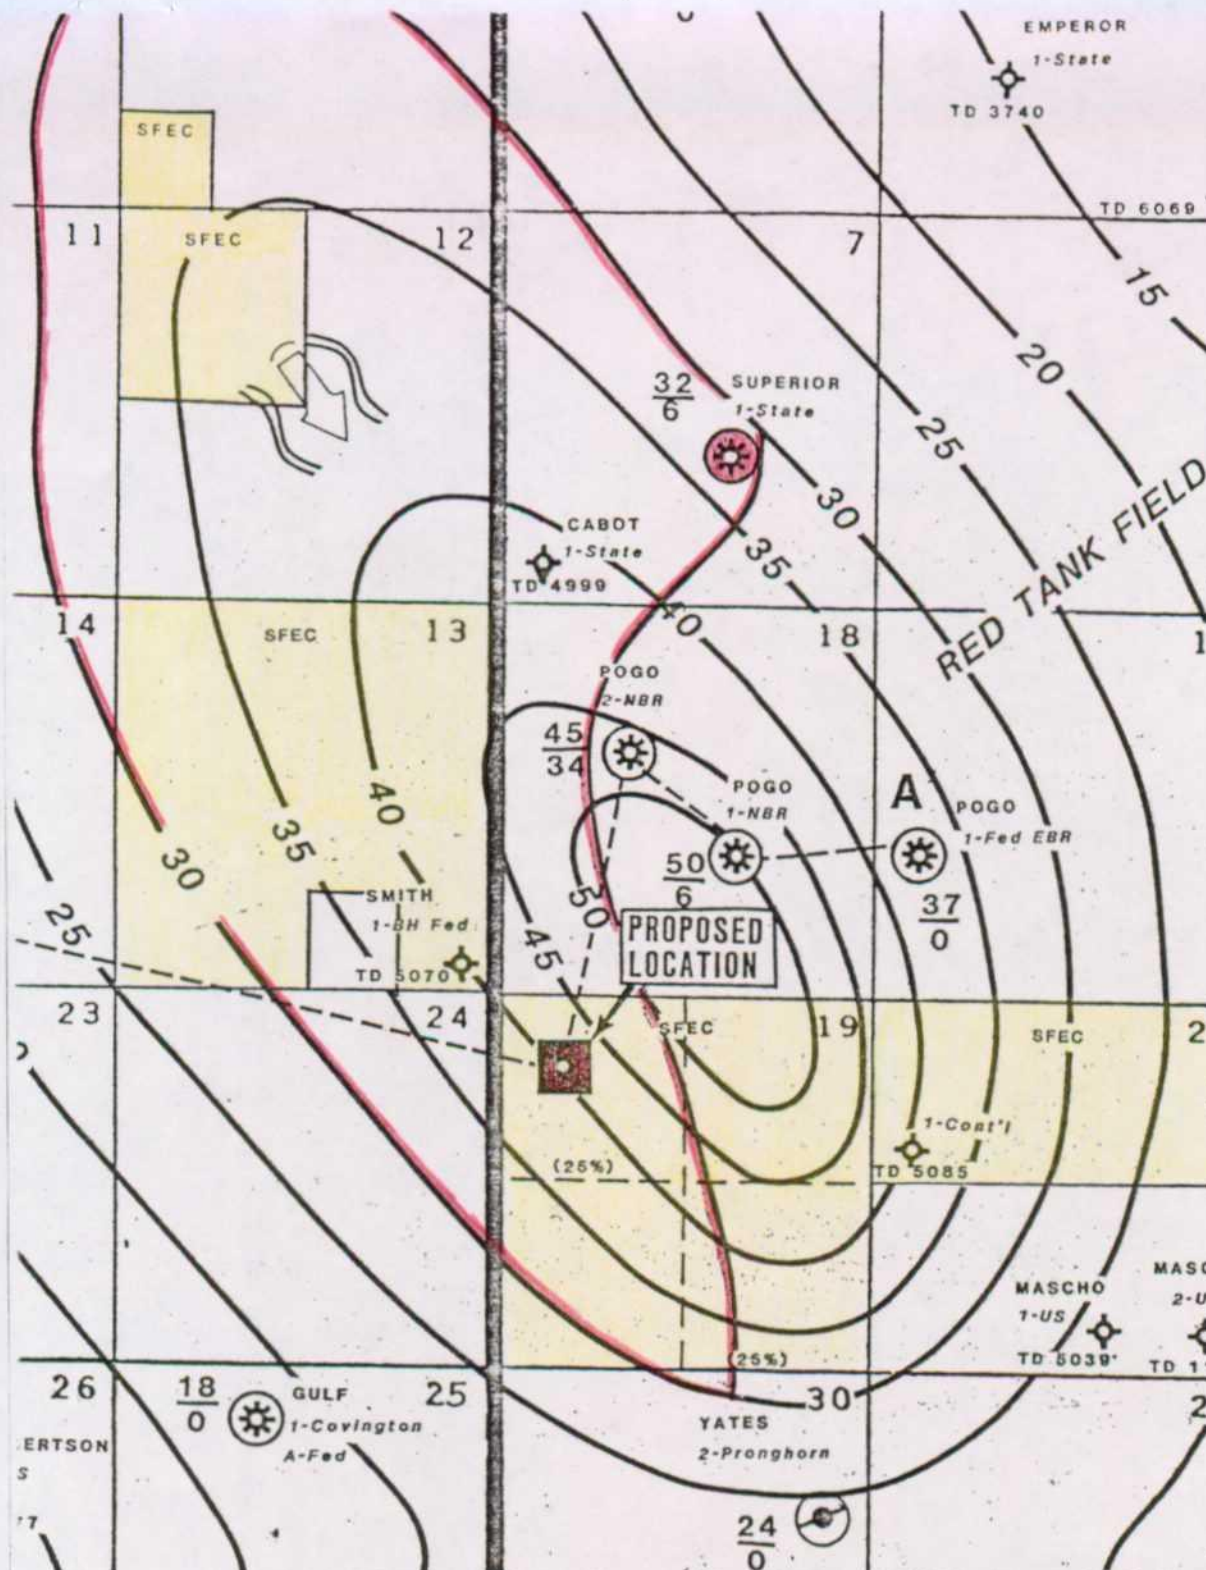 EMPEROR
1-State
TD 3740
SFEC
TD 6069
11
SFEC
12
7
15
20
32
6
SUPERIOR
1-State
25
30
RED TANK FIELD
CABOT
1-State
TD 4999
35
14
SFEC
13
40
18
POGO
2-NBR
45
34
POGO
1-NBR
A
POGO
1-Fed EBR
40
35
30
50
6
37
0
25
SMITH
1-BH Fed
TD 5070
50
45
PROPOSED
LOCATION
23
24
SFEC
19
SFEC
1-Cont'l
TD 5085
(25%)
MASCHO
1-US
TD 5039'
(25%)
26
18
0
GULF
1-Covington
A-Fed
25
30
YATES
2-Pronghorn
24
0